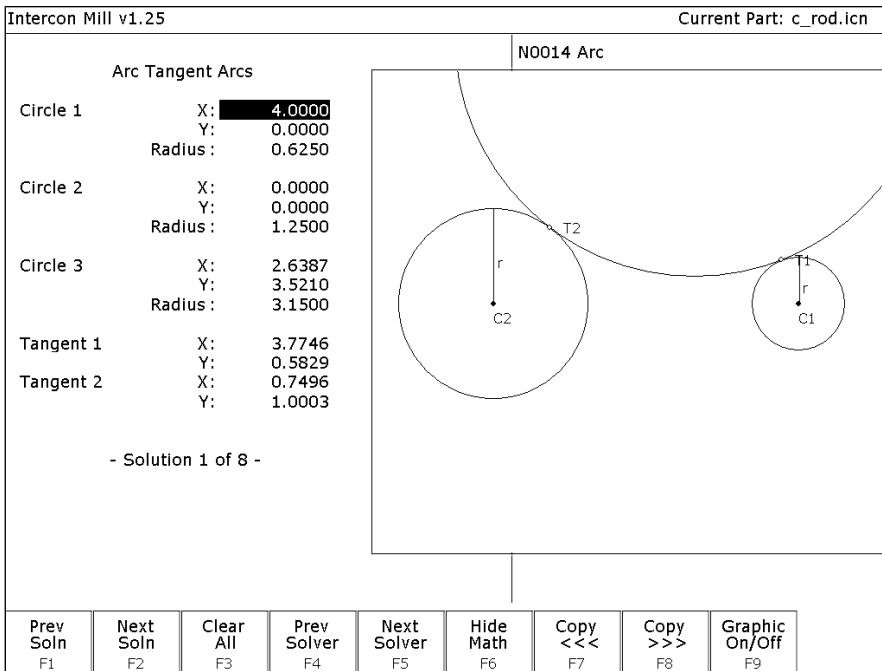 Intercon Mill v1.25 Current Part: c_rod.icn
N0014 Arc
Arc Tangent Arcs
Circle 1 X: 4.0000
Y: 0.0000
Radius: 0.6250
Circle 2 X: 0.0000
Y: 0.0000
Radius: 1.2500
Circle 3 X: 2.6387
Y: 3.5210
Radius: 3.1500
Tangent 1 X: 3.7746
Y: 0.5829
Tangent 2 X: 0.7496
Y: 1.0003
- Solution 1 of 8 -
T2
T1
r
r
C2
C1
Prev Soln F1
Next Soln F2
Clear All F3
Prev Solver F4
Next Solver F5
Hide Math F6
Copy <<< F7
Copy >>> F8
Graphic On/Off F9